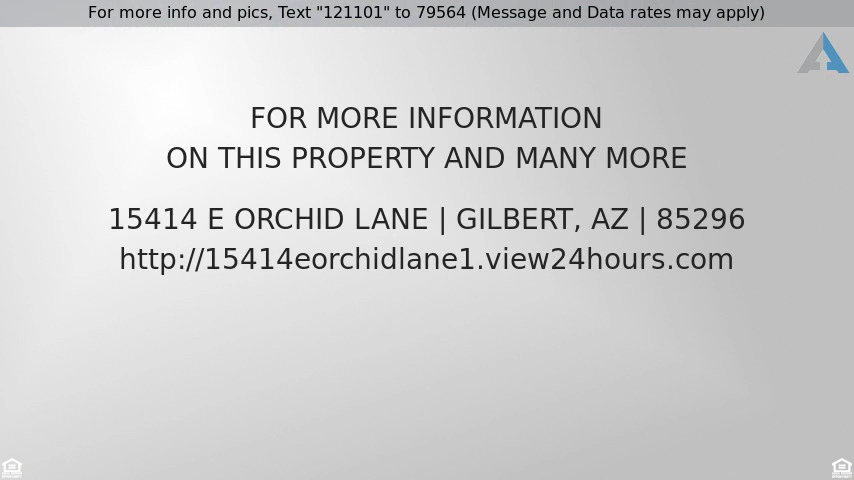 For more info and pics, Text "121101" to 79564 (Message and Data rates may apply)
FOR MORE INFORMATION
ON THIS PROPERTY AND MANY MORE
15414 E ORCHID LANE | GILBERT, AZ | 85296
http://15414eorchidlane1.view24hours.com